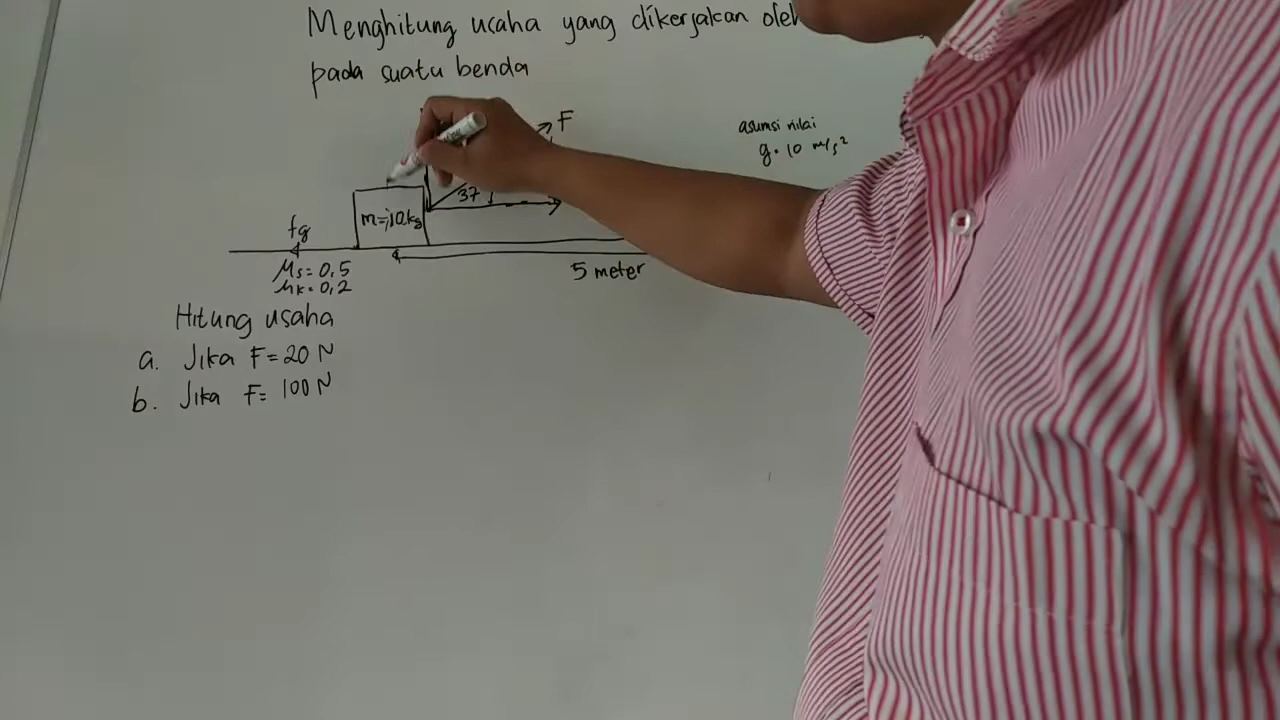 Menghitung usaha yang dikerjakan oleh
pada suatu benda
F
asumsi nilai
g = 10 m/s²
37
m = 10 kg
fg
μs = 0,5
μk = 0,2
5 meter
Hitung usaha
a. Jika F = 20 N
b. Jika F = 100 N